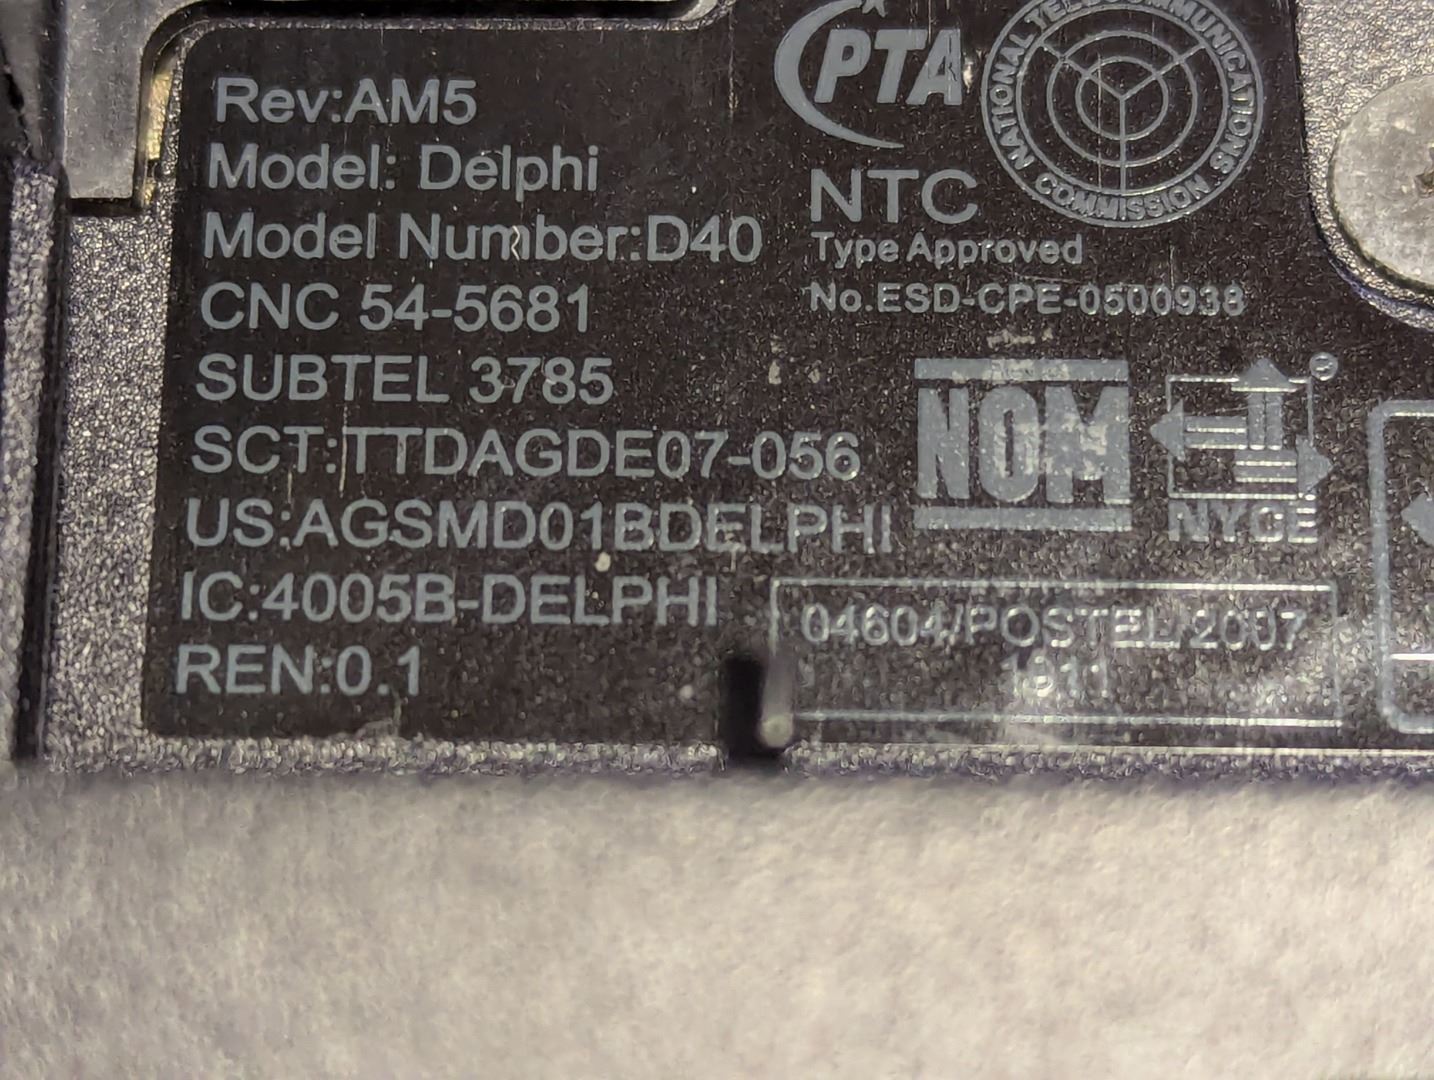 Rev:AM5
Model: Delphi
Model Number:D40
CNC 54-5681
SUBTEL 3785
SCT:TTDAGDE07-056
US:AGSMD01BDELPHI
IC:4005B-DELPHI
REN:0.1
PTA
NATIONAL TELECOMMUNICATIONS COMMISSION
NTC
Type Approved
No.ESD-CPE-0500938
NOM
NYCE
04604/POSTEL/2007
1811